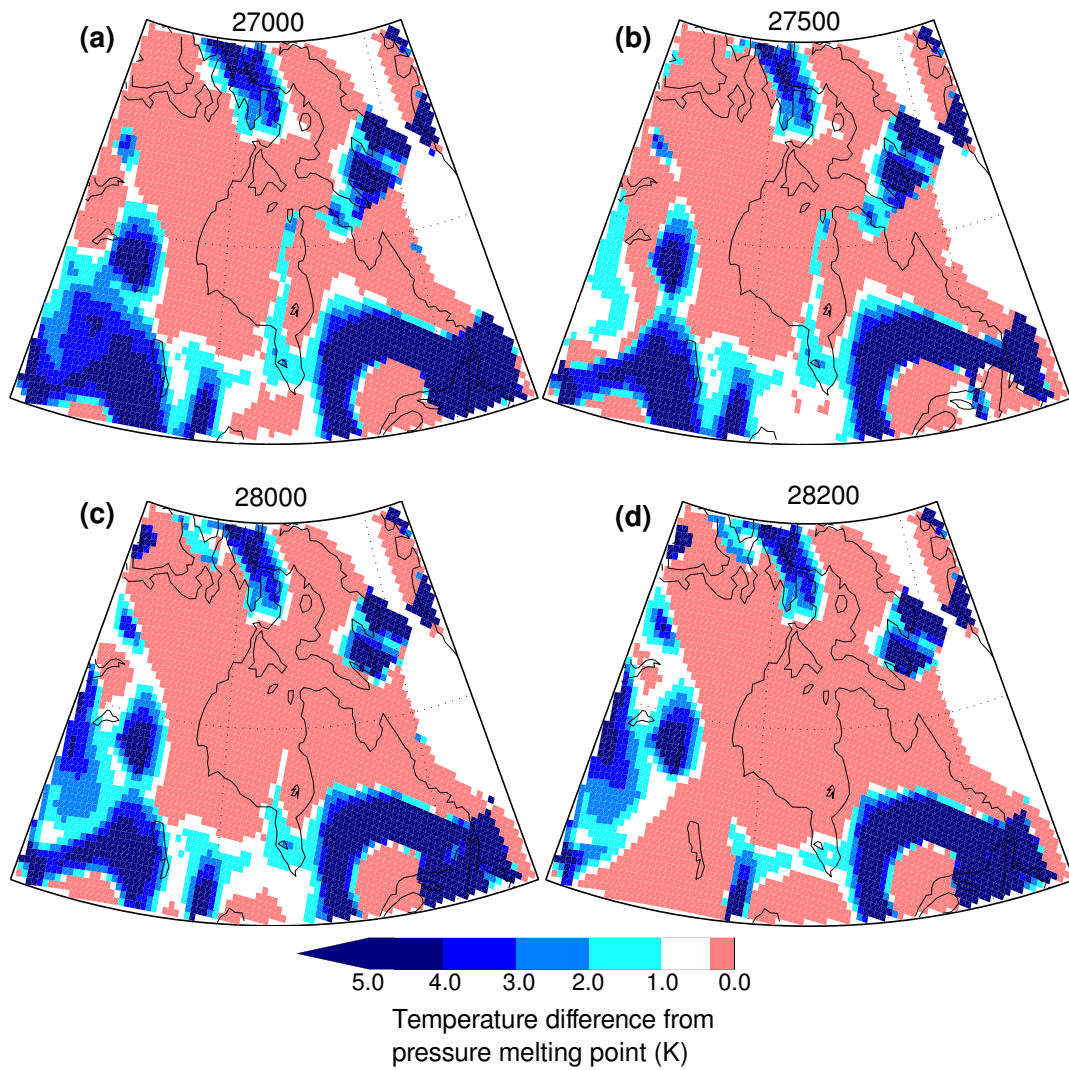 27000
27500
(a)
(b)
28000
28200
(c)
(d)
5.0 4.0 3.0 2.0 1.0 0.0
Temperature difference from
pressure melting point (K)